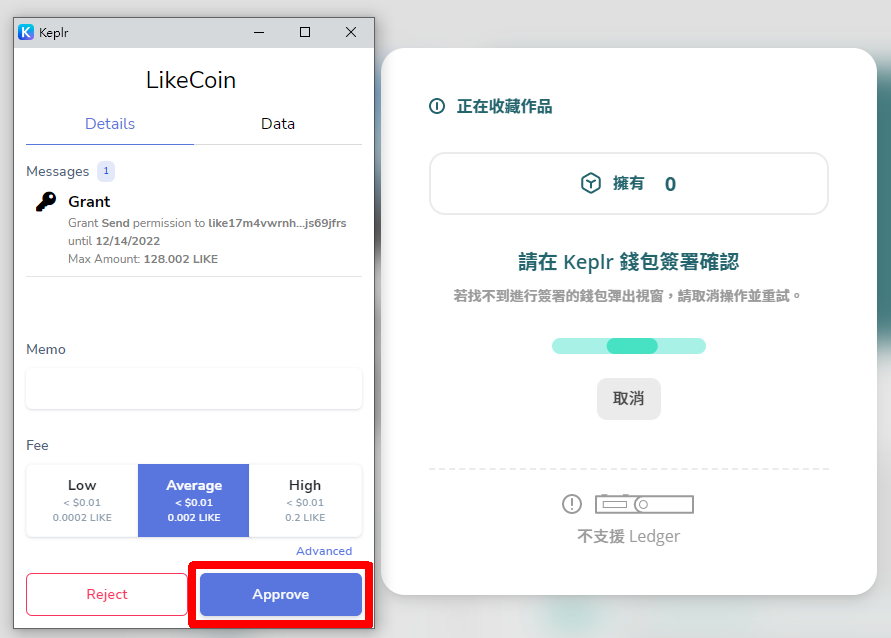 Keplr
LikeCoin
Details
Data
Messages 1
Grant
Grant Send permission to like17m4vwrnh...js69jfrs
until 12/14/2022
Max Amount: 128.002 LIKE
Memo
Fee
Low
< $0.01
0.0002 LIKE
Average
< $0.01
0.002 LIKE
High
< $0.01
0.2 LIKE
Advanced
Reject
Approve
正在收藏作品
擁有 0
請在 Keplr 錢包簽署確認
若找不到進行簽署的錢包彈出視窗，請取消操作並重試。
取消
不支援 Ledger